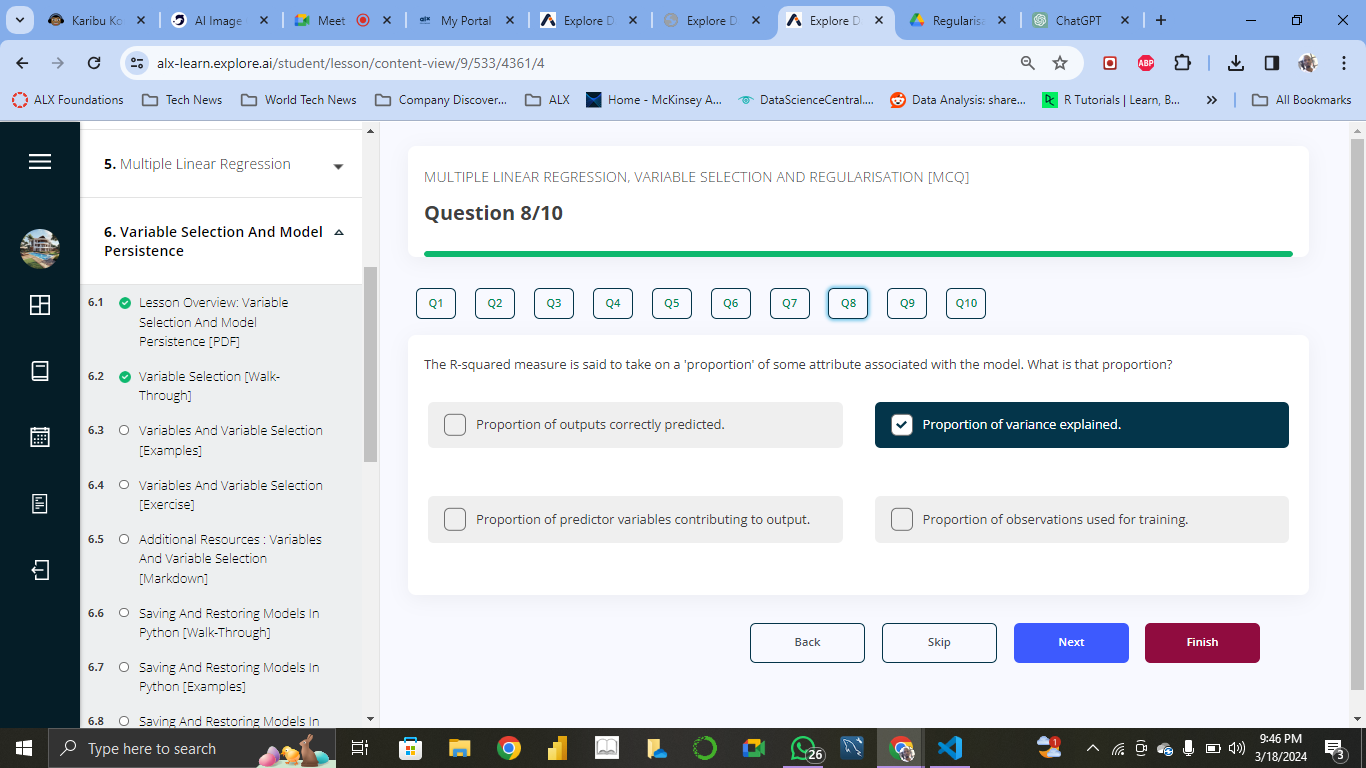 Karibu Ko
AI Image
Meet
My Portal
Explore D
Explore D
Explore D
Regularis
ChatGPT
alx-learn.explore.ai/student/lesson/content-view/9/533/4361/4
ABP
ALX Foundations
Tech News
World Tech News
Company Discover...
ALX
Home - McKinsey A...
DataScienceCentral....
Data Analysis: share...
R Tutorials | Learn, B...
All Bookmarks
5. Multiple Linear Regression
6. Variable Selection And Model
Persistence
6.1 Lesson Overview: Variable
Selection And Model
Persistence [PDF]
6.2 Variable Selection [Walk-
Through]
6.3 Variables And Variable Selection
[Examples]
6.4 Variables And Variable Selection
[Exercise]
6.5 Additional Resources : Variables
And Variable Selection
[Markdown]
6.6 Saving And Restoring Models In
Python [Walk-Through]
6.7 Saving And Restoring Models In
Python [Examples]
6.8 Saving And Restoring Models In
MULTIPLE LINEAR REGRESSION, VARIABLE SELECTION AND REGULARISATION [MCQ]
Question 8/10
Q1 Q2 Q3 Q4 Q5 Q6 Q7 Q8 Q9 Q10
The R-squared measure is said to take on a 'proportion' of some attribute associated with the model. What is that proportion?
Proportion of outputs correctly predicted.
Proportion of variance explained.
Proportion of predictor variables contributing to output.
Proportion of observations used for training.
Back
Skip
Next
Finish
Type here to search
26
1
9:46 PM
3/18/2024
3